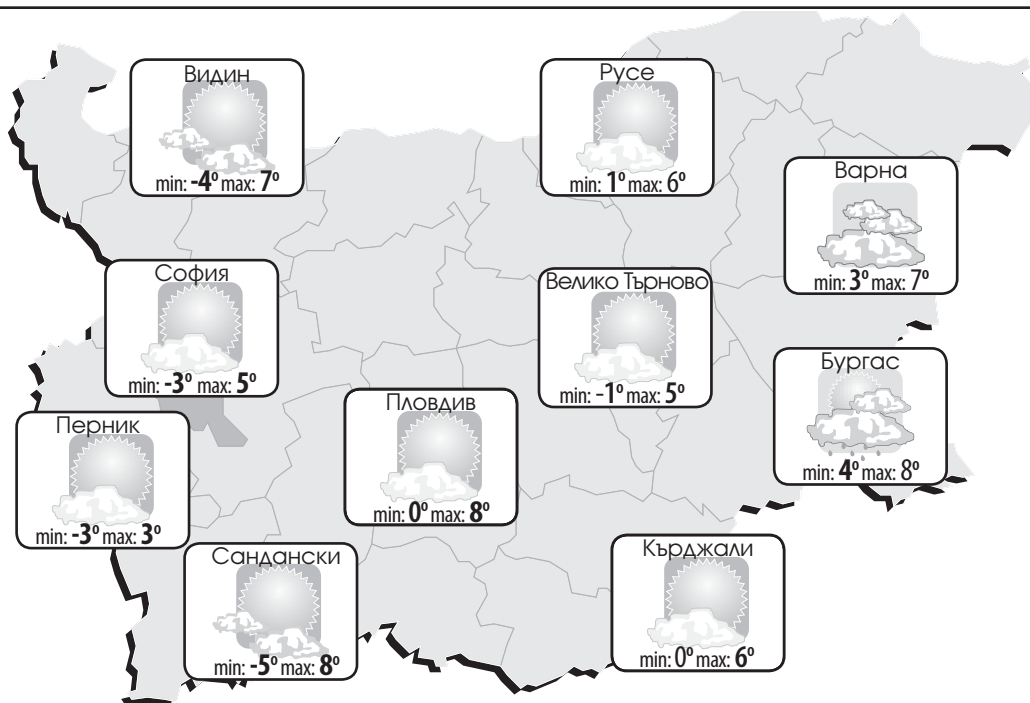 Видин
min: -4° max: 7°
Русе
min: 1° max: 6°
Варна
min: 3° max: 7°
София
min: -3° max: 5°
Велико Търново
min: -1° max: 5°
Бургас
min: 4° max: 8°
Пловдив
min: 0° max: 8°
Перник
min: -3° max: 3°
Сандански
min: -5° max: 8°
Кърджали
min: 0° max: 6°